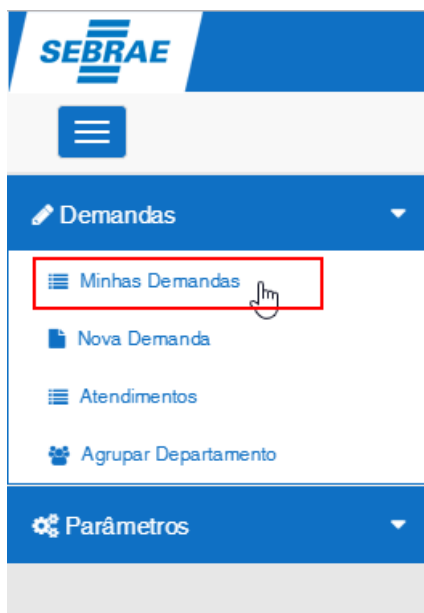 SEBRAE
Demandas
Minhas Demandas
Nova Demanda
Atendimentos
Agrupar Departamento
Parâmetros